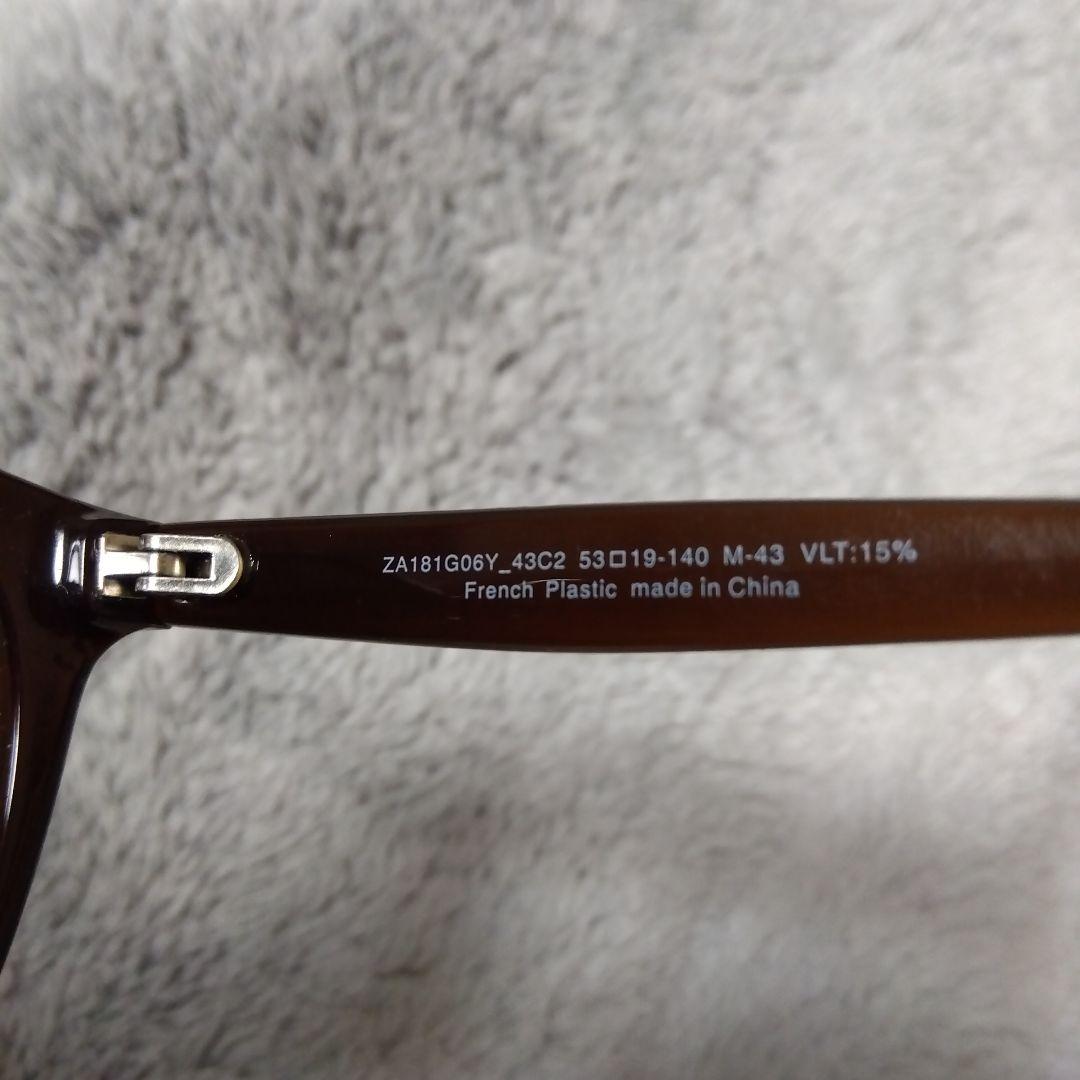 ZA181G06Y_43C2 53□19-140 M-43 VLT:15%
French Plastic made in China